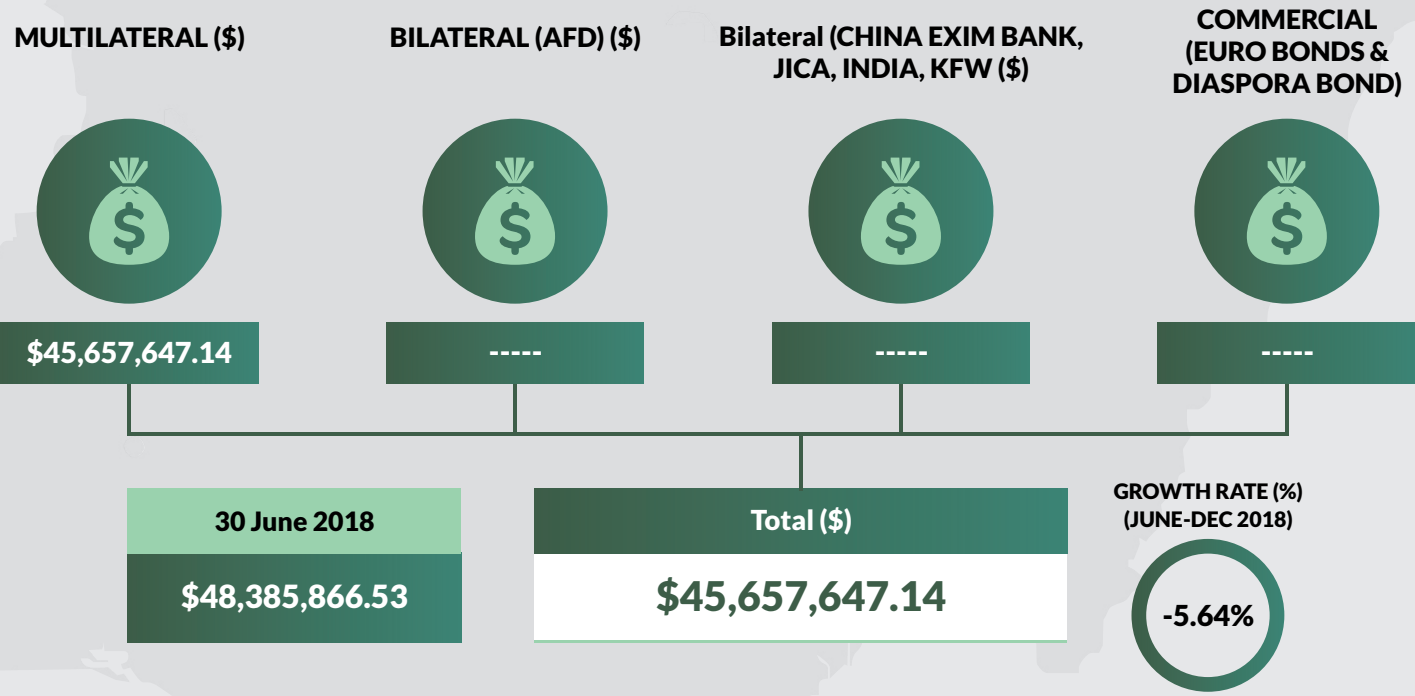 MULTILATERAL ($)
BILATERAL (AFD) ($)
Bilateral (CHINA EXIM BANK,
JICA, INDIA, KFW ($)
COMMERCIAL
(EURO BONDS &
DIASPORA BOND)
$
$
$
$
$45,657,647.14
-----
-----
-----
30 June 2018
$48,385,866.53
Total ($)
$45,657,647.14
GROWTH RATE (%)
(JUNE-DEC 2018)
-5.64%